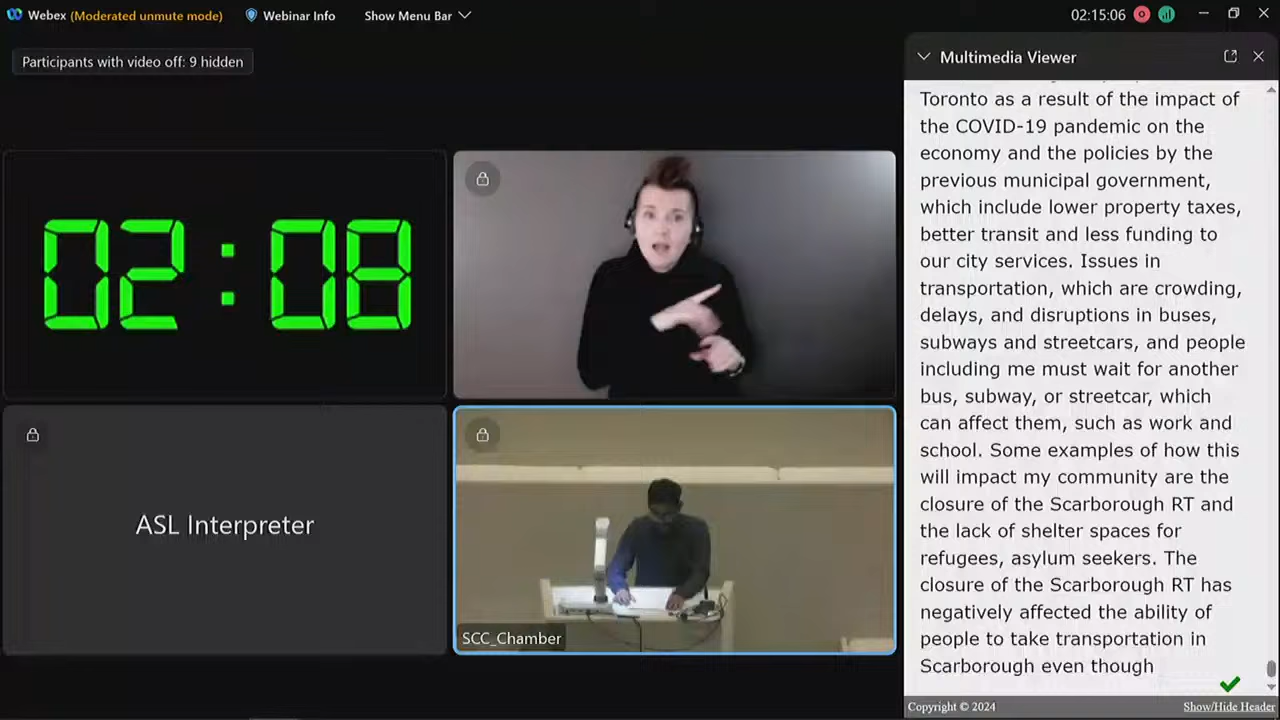 Webex (Moderated unmute mode) Webinar Info Show Menu Bar 02:15:06
Participants with video off: 9 hidden
02:08
ASL Interpreter
SCC_Chamber
Multimedia Viewer
Toronto as a result of the impact of
the COVID-19 pandemic on the
economy and the policies by the
previous municipal government,
which include lower property taxes,
better transit and less funding to
our city services. Issues in
transportation, which are crowding,
delays, and disruptions in buses,
subways and streetcars, and people
including me must wait for another
bus, subway, or streetcar, which
can affect them, such as work and
school. Some examples of how this
will impact my community are the
closure of the Scarborough RT and
the lack of shelter spaces for
refugees, asylum seekers. The
closure of the Scarborough RT has
negatively affected the ability of
people to take transportation in
Scarborough even though
Copyright © 2024 Show/Hide Header